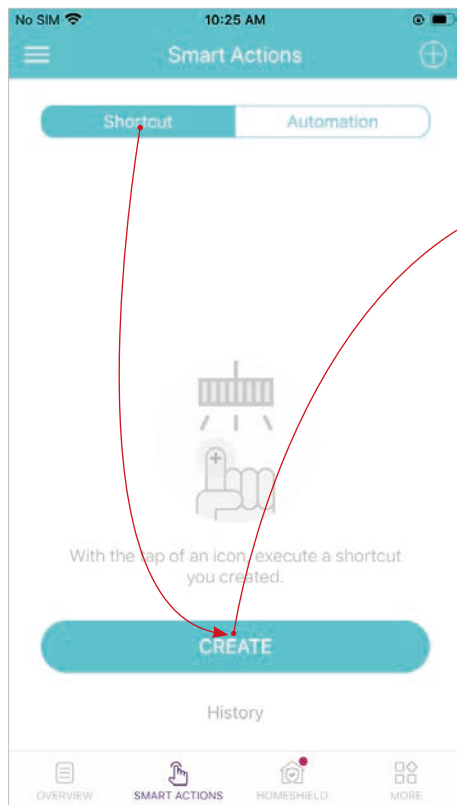 No SIM 10:25 AM
Smart Actions
Shortcut Automation
With the tap of an icon, execute a shortcut
you created.
CREATE
History
OVERVIEW SMART ACTIONS HOMESHIELD MORE